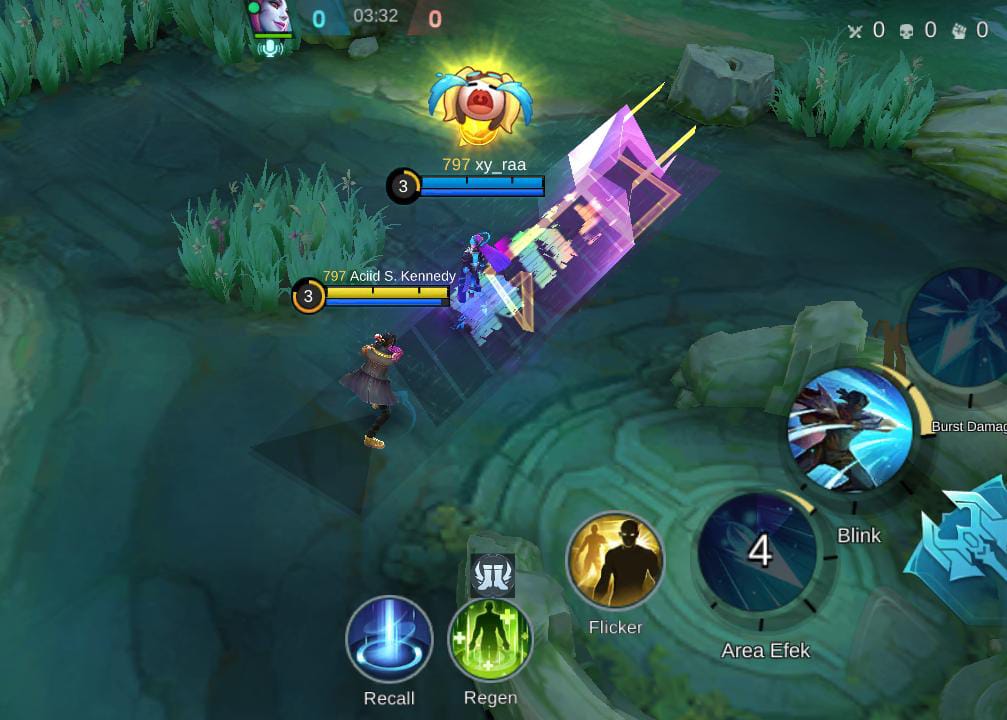 0 03:32 0
0 0 0
797 xy_raa
3
797 Aciid S. Kennedy
3
Burst Damag
Blink
4
Flicker
Area Efek
Recall
Regen